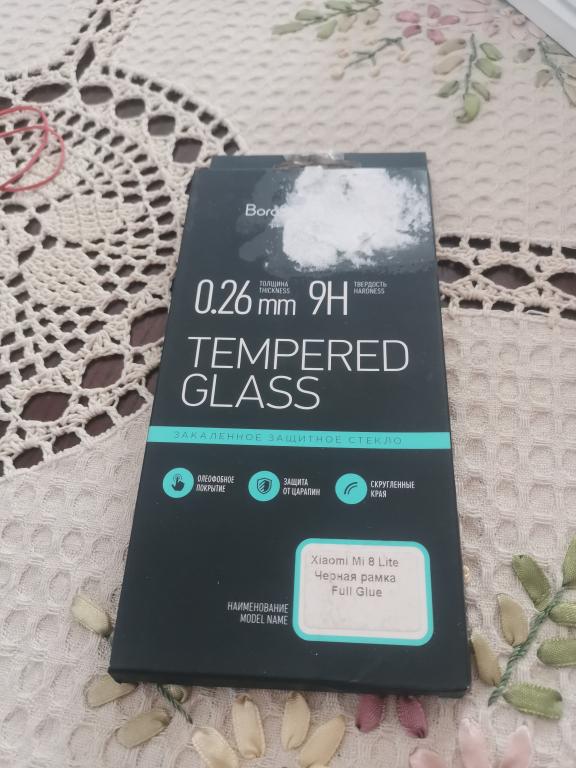 0.26 mm
ТОЛЩИНА
THICKNESS
9H
ТВЕРДОСТЬ
HARDNESS
TEMPERED
GLASS
ЗАКАЛЕННОЕ ЗАЩИТНОЕ СТЕКЛО
ОЛЕОФОБНОЕ
ПОКРЫТИЕ
ЗАЩИТА
ОТ ЦАРАПИН
СКРУГЛЕННЫЕ
КРАЯ
Xiaomi Mi 8 Lite
Черная рамка
Full Glue
НАИМЕНОВАНИЕ
MODEL NAME